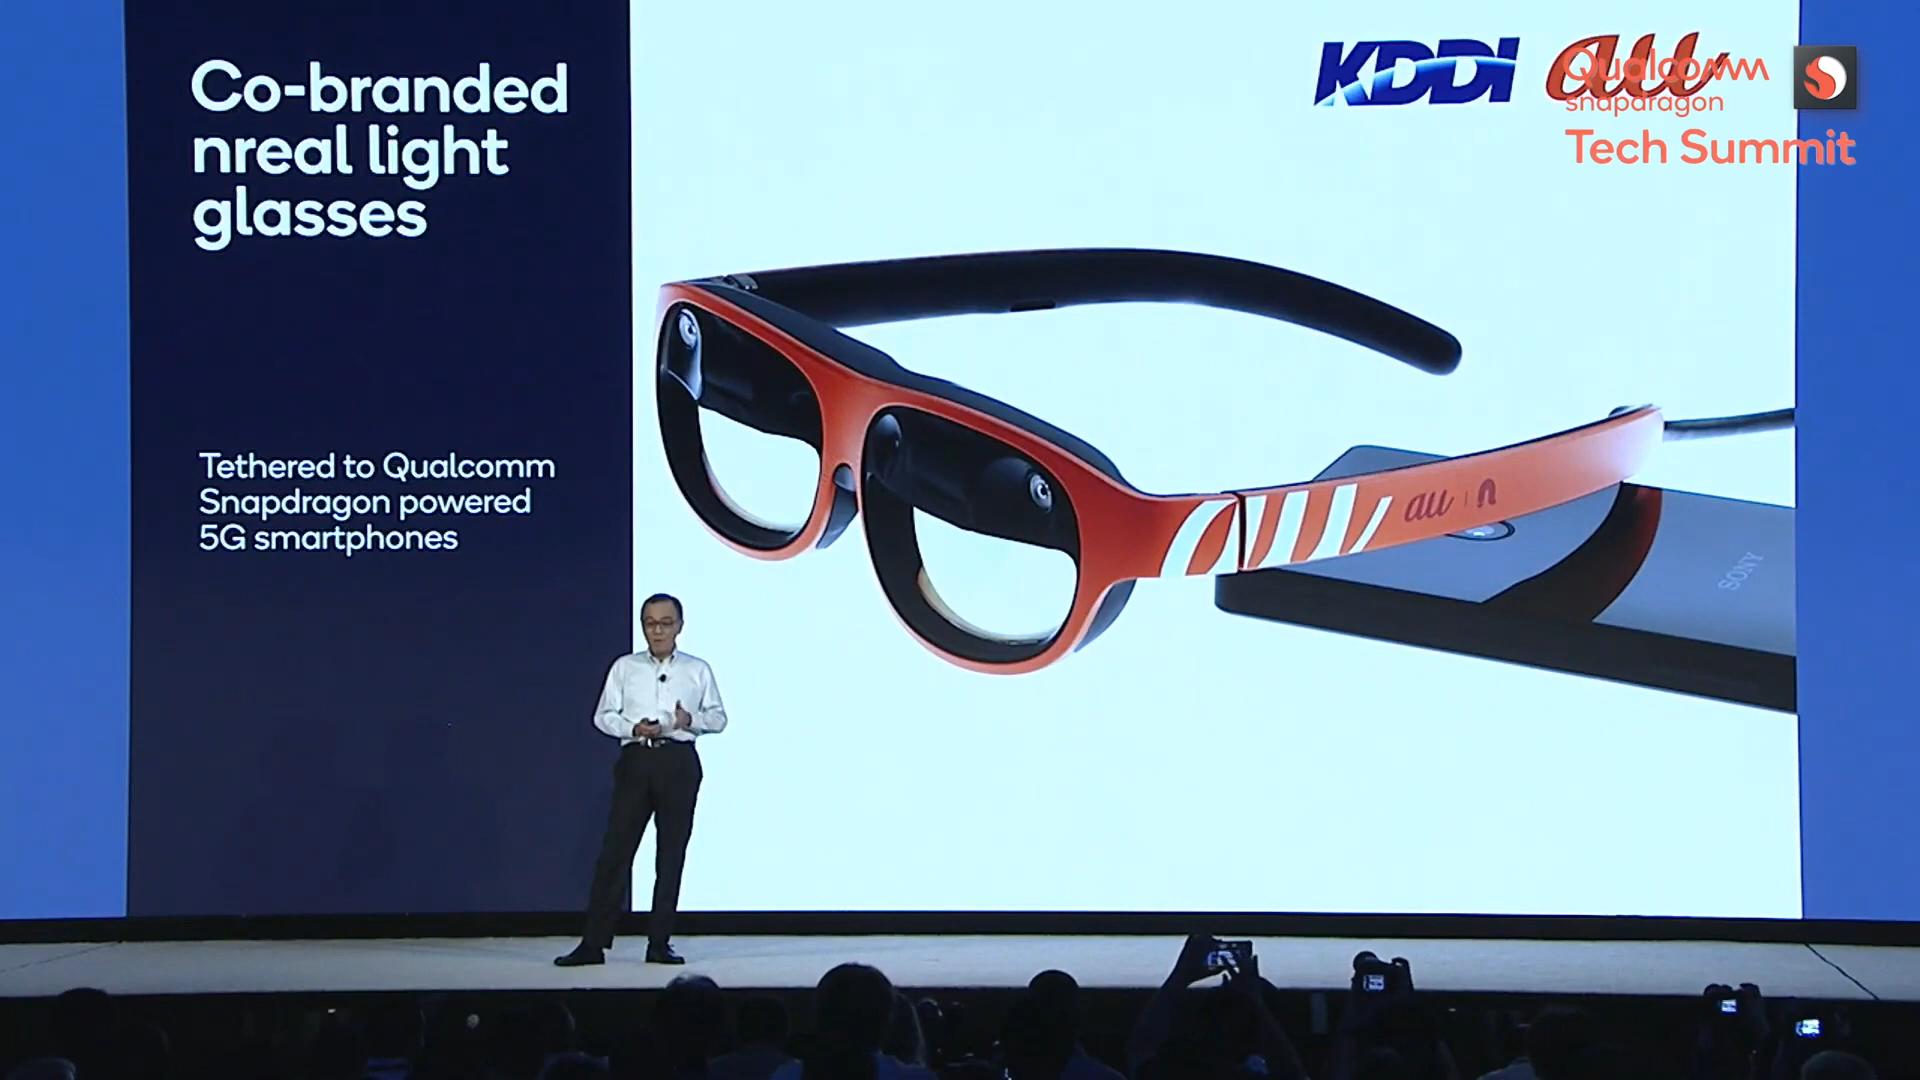 Co-branded
nreal light
glasses
Tethered to Qualcomm
Snapdragon powered
5G smartphones
KDDI
au
Qualcomm
snapdragon
Tech Summit
au
au
SONY